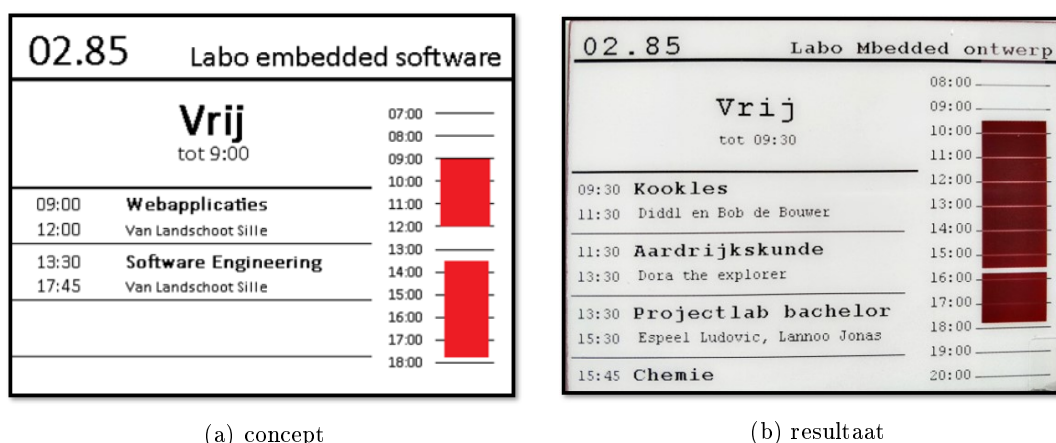 02.85 Labo embedded software
Vrij
tot 9:00
09:00 Webapplicaties
12:00 Van Landschoot Sille
13:30 Software Engineering
17:45 Van Landschoot Sille
07:00
08:00
09:00
10:00
11:00
12:00
13:00
14:00
15:00
16:00
17:00
18:00
(a) concept
02.85 Labo Mbedded ontwerp
Vrij
tot 09:30
09:30 Kookles
11:30 Diddl en Bob de Bouwer
11:30 Aardrijkskunde
13:30 Dora the explorer
13:30 Projectlab bachelor
15:30 Espeel Ludovic, Lannoo Jonas
15:45 Chemie
08:00
09:00
10:00
11:00
12:00
13:00
14:00
15:00
16:00
17:00
18:00
19:00
20:00
(b) resultaat